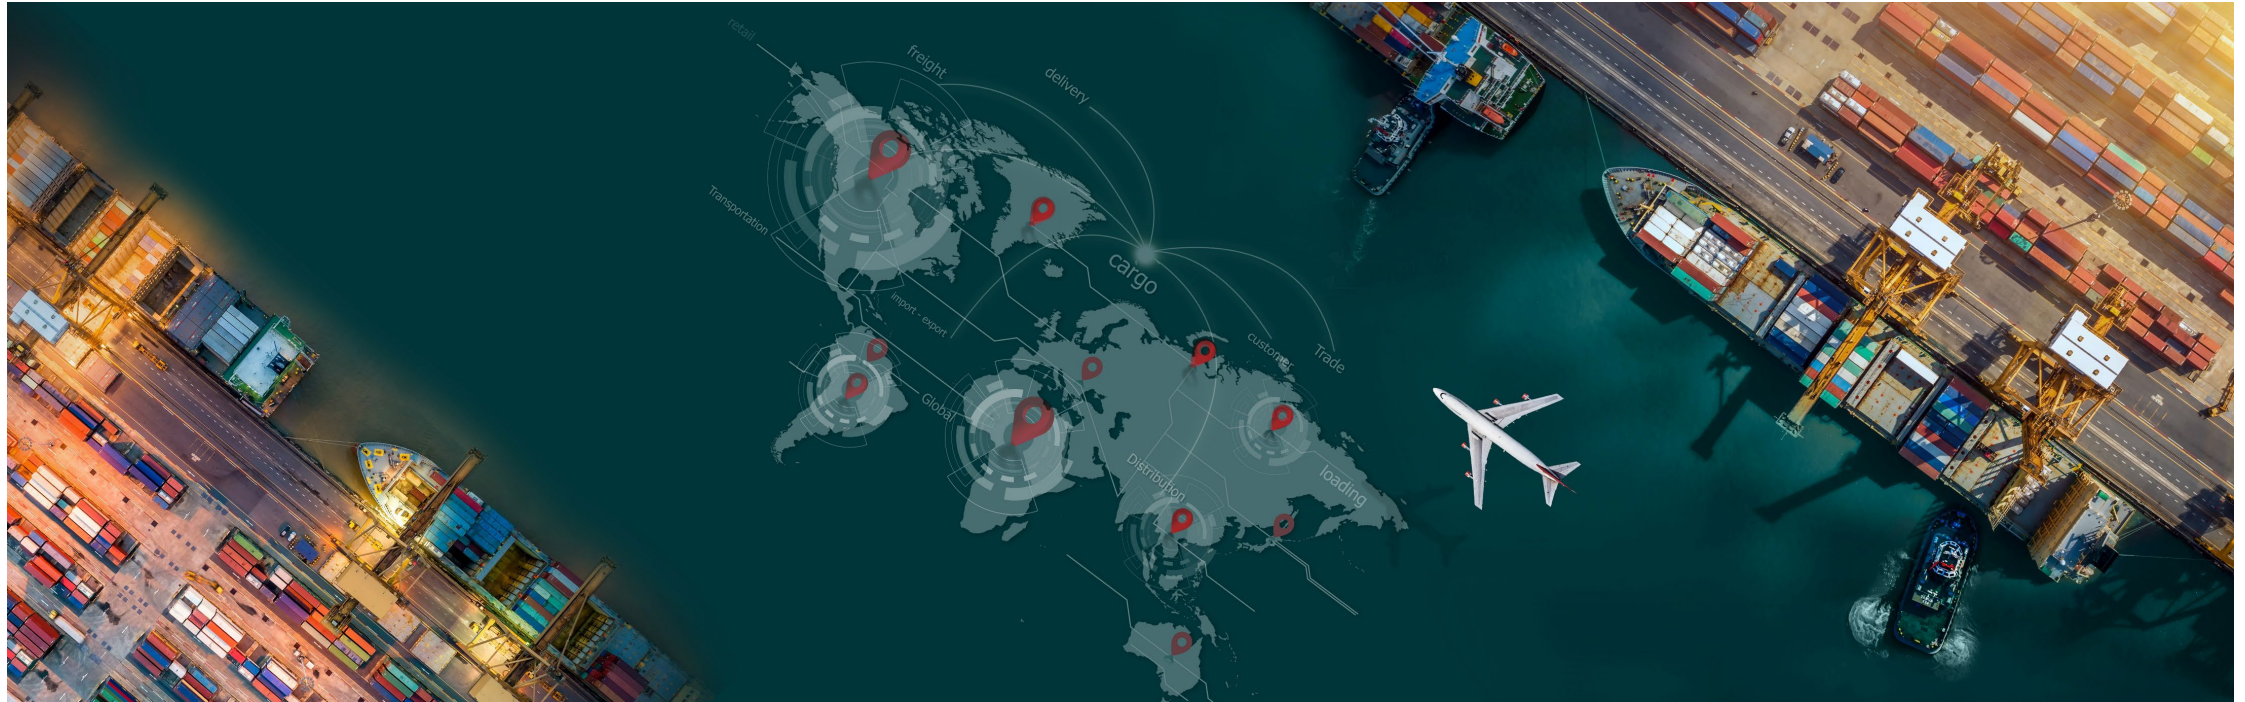 retail
freight
delivery
Transportation
cargo
import - export
customer
Trade
Global
Distribution
loading